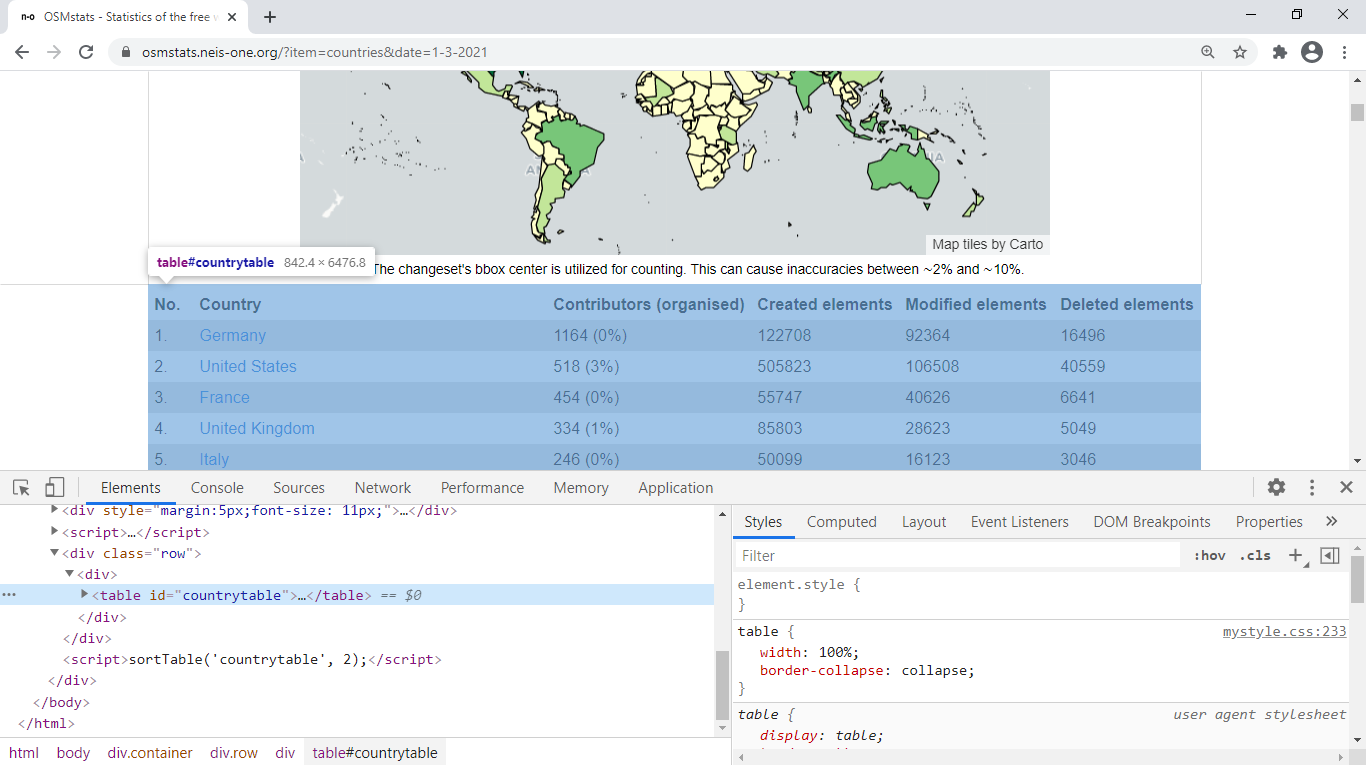 n-o OSMstats - Statistics of the free
osmstats.neis-one.org/?item=countries&date=1-3-2021
Map tiles by Carto
table#countrytable 842.4 × 6476.8
The changeset's bbox center is utilized for counting. This can cause inaccuracies between ~2% and ~10%.
No. Country Contributors (organised) Created elements Modified elements Deleted elements
1. Germany 1164 (0%) 122708 92364 16496
2. United States 518 (3%) 505823 106508 40559
3. France 454 (0%) 55747 40626 6641
4. United Kingdom 334 (1%) 85803 28623 5049
5. Italy 246 (0%) 50099 16123 3046
Elements Console Sources Network Performance Memory Application
<div style="margin:5px;font-size: 11px;">…</div>
<script>…</script>
<div class="row">
<div>
<table id="countrytable">…</table> == $0
</div>
</div>
<script>sortTable('countrytable', 2);</script>
</div>
</body>
</html>
html body div.container div.row div table#countrytable
Styles Computed Layout Event Listeners DOM Breakpoints Properties »
Filter :hov .cls +
element.style {
}
table { mystyle.css:233
width: 100%;
border-collapse: collapse;
}
table { user agent stylesheet
display: table;